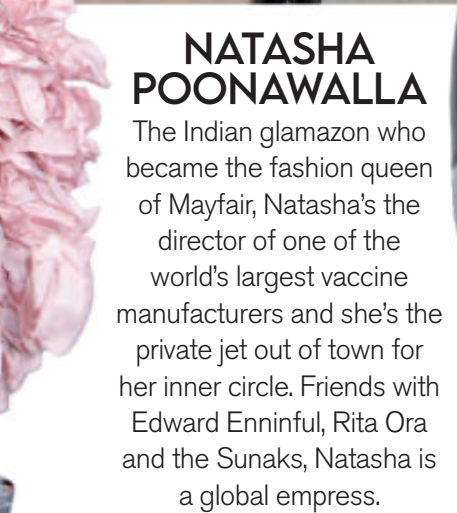 NATASHA
POONAWALLA
The Indian glamazon who
became the fashion queen
of Mayfair, Natasha’s the
director of one of the
world’s largest vaccine
manufacturers and she’s the
private jet out of town for
her inner circle. Friends with
Edward Enninful, Rita Ora
and the Sunaks, Natasha is
a global empress.